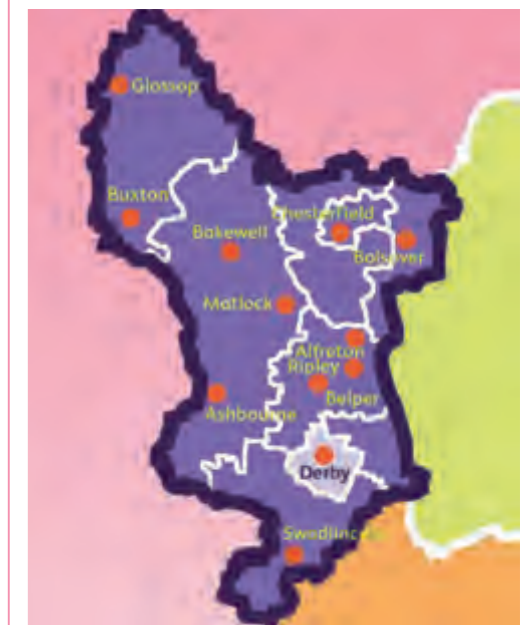 Glossop
Buxton
Chesterfield
Bakewell
Bolsover
Matlock
Alfreton
Ripley
Belper
Ashbourne
Derby